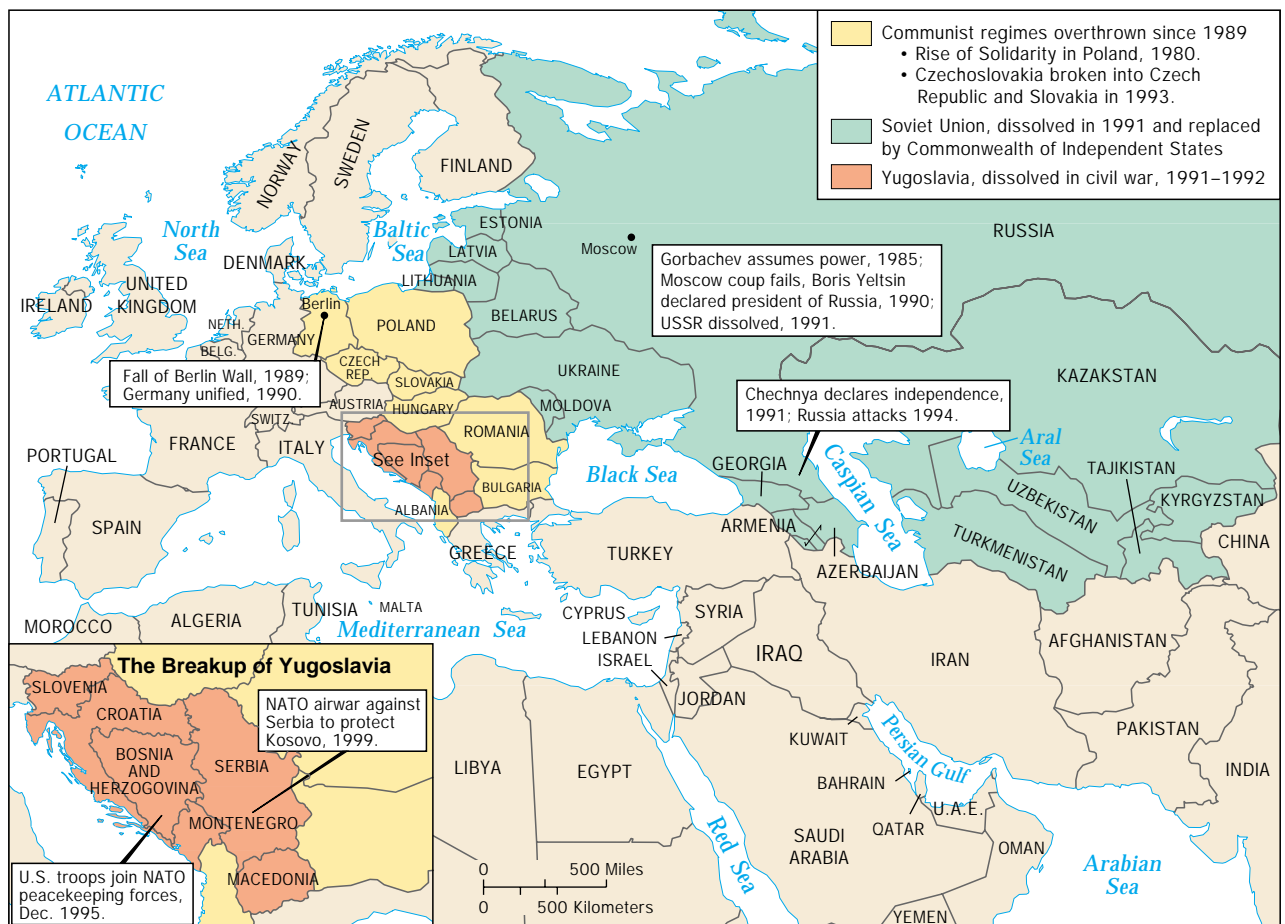 Communist regimes overthrown since 1989
• Rise of Solidarity in Poland, 1980.
• Czechoslovakia broken into Czech
Republic and Slovakia in 1993.
Soviet Union, dissolved in 1991 and replaced
by Commonwealth of Independent States
Yugoslavia, dissolved in civil war, 1991–1992
ATLANTIC
OCEAN
NORWAY
SWEDEN
FINLAND
North
Sea
Baltic
Sea
ESTONIA
LATVIA
LITHUANIA
Moscow
RUSSIA
Gorbachev assumes power, 1985;
Moscow coup fails, Boris Yeltsin
declared president of Russia, 1990;
USSR dissolved, 1991.
DENMARK
UNITED
KINGDOM
IRELAND
NETH.
BELG.
GERMANY
Berlin
POLAND
BELARUS
Fall of Berlin Wall, 1989;
Germany unified, 1990.
CZECH
REP.
SLOVAKIA
UKRAINE
KAZAKSTAN
AUSTRIA
HUNGARY
MOLDOVA
Chechnya declares independence,
1991; Russia attacks 1994.
SWITZ.
FRANCE
ITALY
ROMANIA
PORTUGAL
SPAIN
See Inset
BULGARIA
ALBANIA
GREECE
Black Sea
GEORGIA
ARMENIA
AZERBAIJAN
Caspian Sea
Aral
Sea
TAJIKISTAN
UZBEKISTAN
KYRGYZSTAN
TURKMENISTAN
CHINA
TURKEY
MOROCCO
ALGERIA
TUNISIA
MALTA
Mediterranean Sea
CYPRUS
LEBANON
ISRAEL
SYRIA
IRAQ
JORDAN
IRAN
AFGHANISTAN
PAKISTAN
INDIA
KUWAIT
Persian Gulf
BAHRAIN
QATAR
U.A.E.
LIBYA
EGYPT
Red Sea
SAUDI
ARABIA
OMAN
YEMEN
Arabian
Sea
0 500 Miles
0 500 Kilometers
The Breakup of Yugoslavia
SLOVENIA
CROATIA
NATO airwar against
Serbia to protect
Kosovo, 1999.
BOSNIA
AND
HERZOGOVINA
SERBIA
MONTENEGRO
MACEDONIA
U.S. troops join NATO
peacekeeping forces,
Dec. 1995.